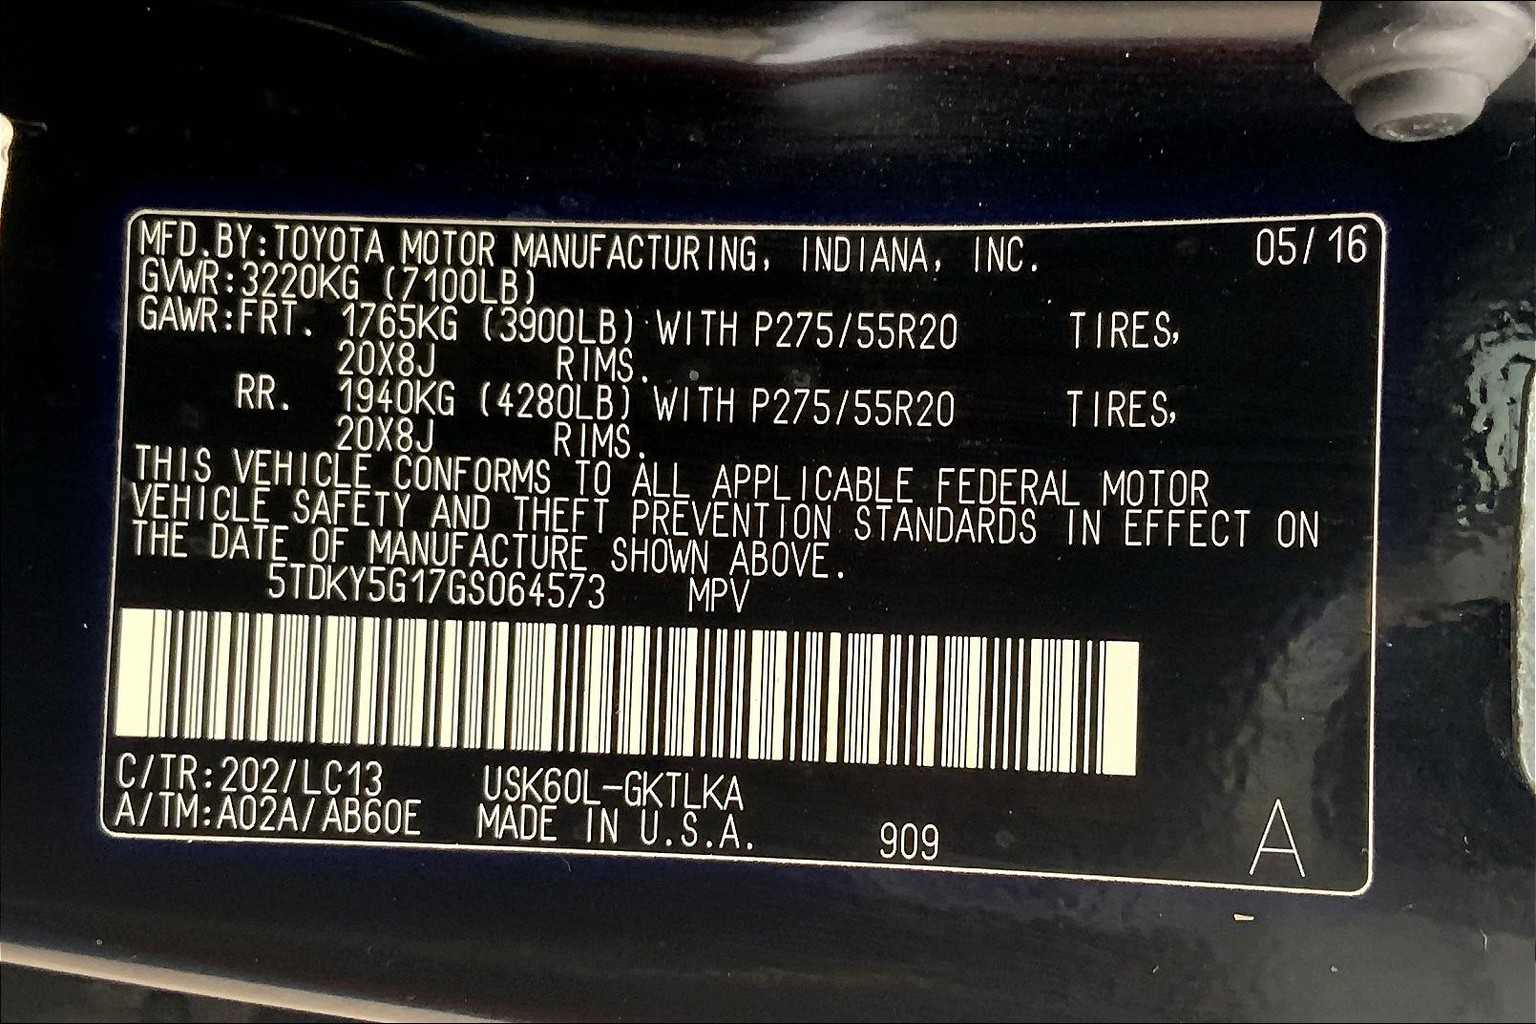 MFD.BY:TOYOTA MOTOR MANUFACTURING, INDIANA, INC. 05/16
GVWR:3220KG (7100LB)
GAWR:FRT. 1765KG (3900LB) WITH P275/55R20 TIRES,
20X8J RIMS.
RR. 1940KG (4280LB) WITH P275/55R20 TIRES,
20X8J RIMS.
THIS VEHICLE CONFORMS TO ALL APPLICABLE FEDERAL MOTOR
VEHICLE SAFETY AND THEFT PREVENTION STANDARDS IN EFFECT ON
THE DATE OF MANUFACTURE SHOWN ABOVE.
5TDKY5G17GS064573 MPV
C/TR:202/LC13 USK60L-GKTLKA
A/TM:A02A/AB60E MADE IN U.S.A. 909 A